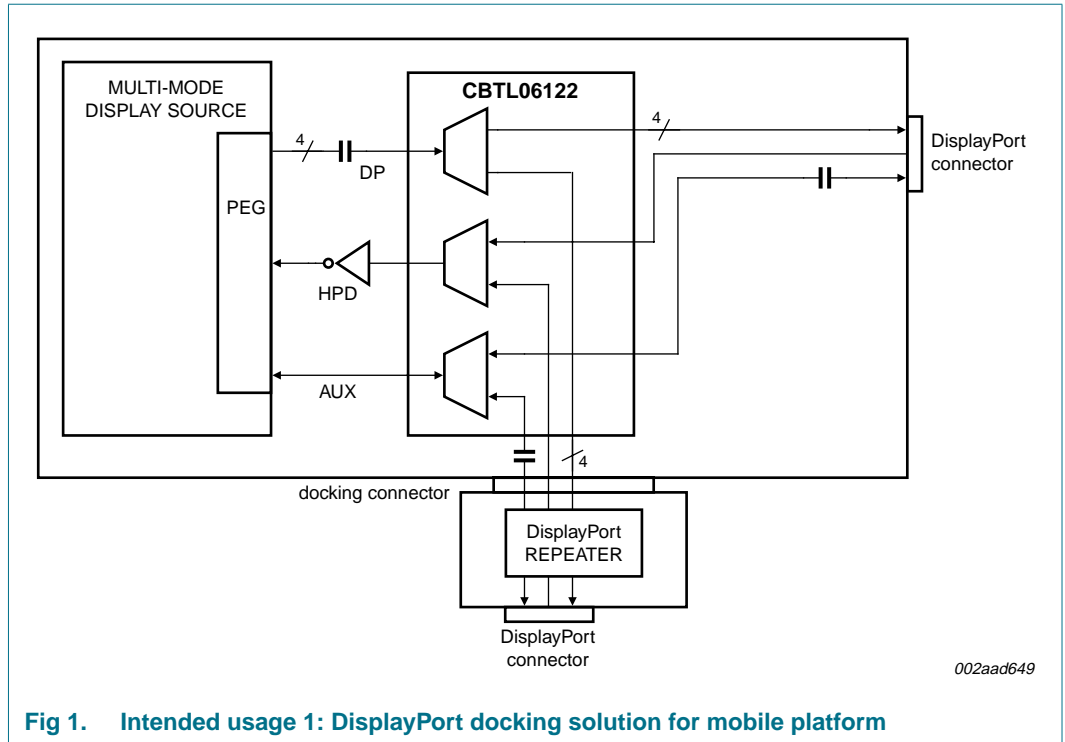 MULTI-MODE
DISPLAY SOURCE
CBTL06122
4
DP
4
DisplayPort
connector
PEG
HPD
AUX
4
docking connector
DisplayPort
REPEATER
DisplayPort
connector
002aad649
Fig 1. Intended usage 1: DisplayPort docking solution for mobile platform